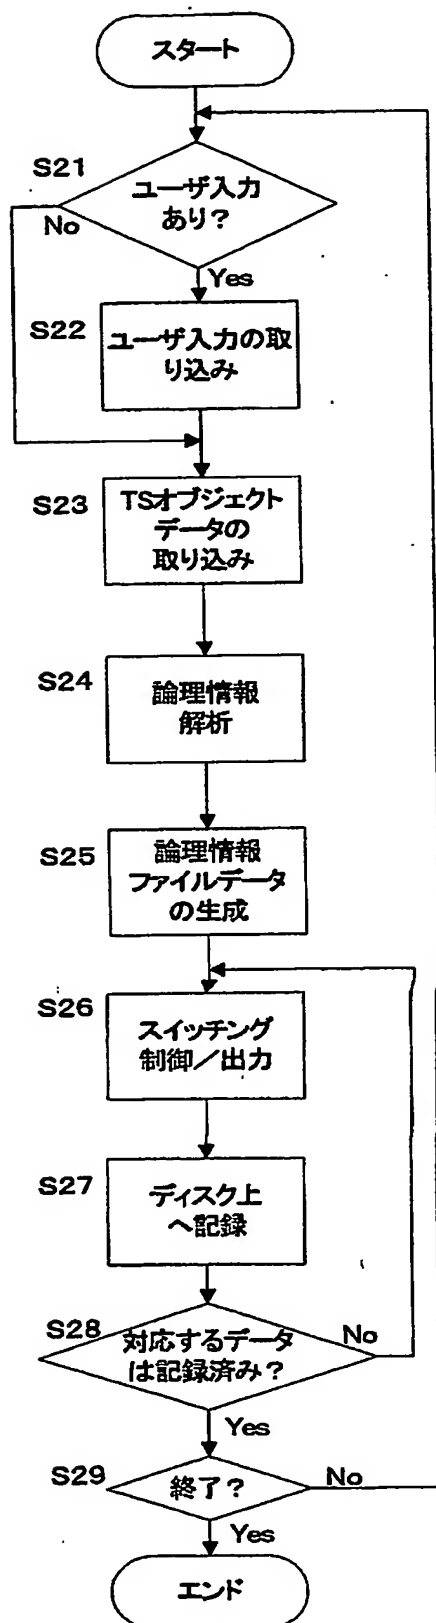 スタート
S21
ユーザ入力
あり？
No
Yes
S22
ユーザ入力の取
り込み
S23
TSオブジェクト
データの
取り込み
S24
論理情報
解析
S25
論理情報
ファイルデータ
の生成
S26
スイッチング
制御／出力
S27
ディスク上
へ記録
S28
対応するデータ
は記録済み？
No
Yes
S29
終了？
No
Yes
エンド